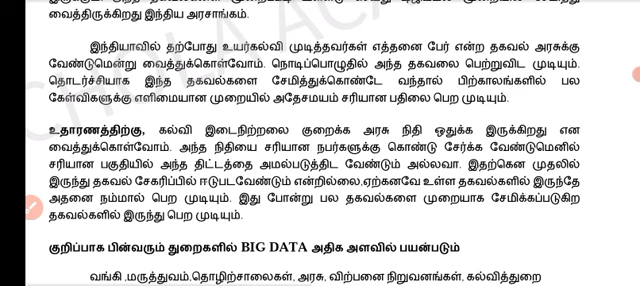 வைத்திருக்கிறது இந்திய அரசாங்கம்.
இந்தியாவில் தற்போது உயர்கல்வி முடித்தவர்கள் எத்தனை பேர் என்ற தகவல் அரசுக்கு
வேண்டுமென்று வைத்துக்கொள்வோம். நொடிப்பொழுதில் அந்த தகவலை பெற்றுவிட முடியும்.
தொடர்ச்சியாக இந்த தகவல்களை சேமித்துக்கொண்டே வந்தால் பிற்காலங்களில் பல
கேள்விகளுக்கு எளிமையான முறையில் அதேசமயம் சரியான பதிலை பெற முடியும்.
உதாரணத்திற்கு, கல்வி இடைநிற்றலை குறைக்க அரசு நிதி ஒதுக்க இருக்கிறது என
வைத்துக்கொள்வோம். அந்த நிதியை சரியான நபர்களுக்கு கொண்டு சேர்க்க வேண்டுமெனில்
சரியான பகுதியில் அந்த திட்டத்தை அமல்படுத்திட வேண்டும் அல்லவா. இதற்கென முதலில்
இருந்து தகவல் சேகரிப்பில் ஈடுபடவேண்டும் என்றில்லை,ஏற்கனவே உள்ள தகவல்களில் இருந்தே
அதனை நம்மால் பெற முடியும். இது போன்று பல தகவல்களை முறையாக சேமிக்கப்படுகிற
தகவல்களில் இருந்து பெற முடியும்.
குறிப்பாக பின்வரும் துறைகளில் BIG DATA அதிக அளவில் பயன்படும்
வங்கி ,மருத்துவம்,தொழிற்சாலைகள், அரசு, விற்பனை நிறுவனங்கள், கல்வித்துறை